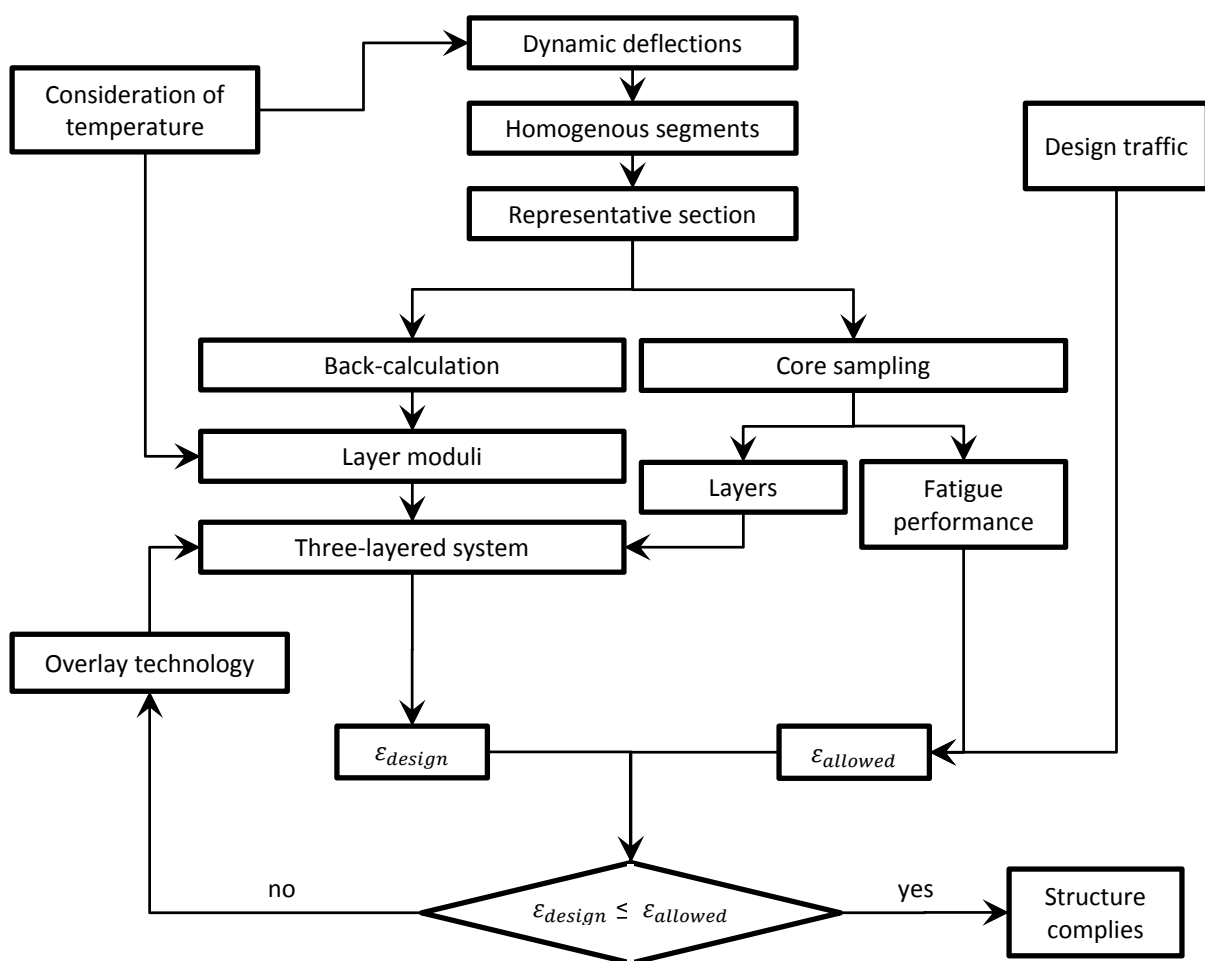 Dynamic deflections
Consideration of
temperature
Homogenous segments
Design traffic
Representative section
Back-calculation
Core sampling
Layer moduli
Layers
Fatigue
performance
Three-layered system
Overlay technology
ε_design
ε_allowed
no
ε_design ≤ ε_allowed
yes
Structure
complies